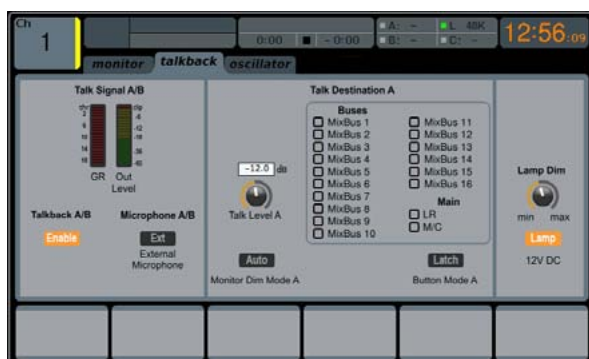 Ch
1
0:00 - 0:00
A: -
B: -
L 48K
C: -
12:56:09
monitor
talkback
oscillator
Talk Signal A/B
clip
GR
Out
Level
Talkback A/B
Enable
Microphone A/B
Ext
External
Microphone
Talk Destination A
-12.0 dB
Talk Level A
Auto
Monitor Dim Mode A
Buses
MixBus 1
MixBus 2
MixBus 3
MixBus 4
MixBus 5
MixBus 6
MixBus 7
MixBus 8
MixBus 9
MixBus 10
MixBus 11
MixBus 12
MixBus 13
MixBus 14
MixBus 15
MixBus 16
Main
LR
M/C
Latch
Button Mode A
Lamp Dim
min max
Lamp
12V DC